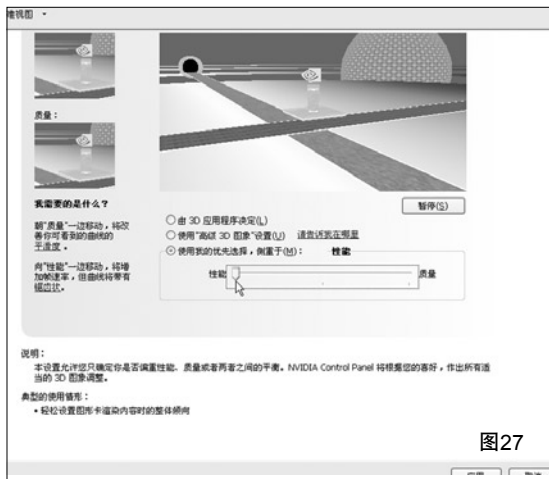 维视图
质量：
我需要的是什么？
朝"质量"一边移动，将改
善你可看到的曲线的
平滑度。
向"性能"一边移动，将增
加帧速率，但曲线将带有
锯齿状。
暂停(S)
由 3D 应用程序决定(L)
使用"高级 3D 图象"设置(U) 请告诉我在哪里
使用我的优先选择，侧重于(M)： 性能
性能 质量
说明：
本设置允许您只确定你是否偏重性能、质量或者两者之间的平衡。NVIDIA Control Panel 将根据您的喜好，作出所有适
当的 3D 图象调整。
典型的使用情形：
• 轻松设置图形卡渲染内容时的整体倾向
图27